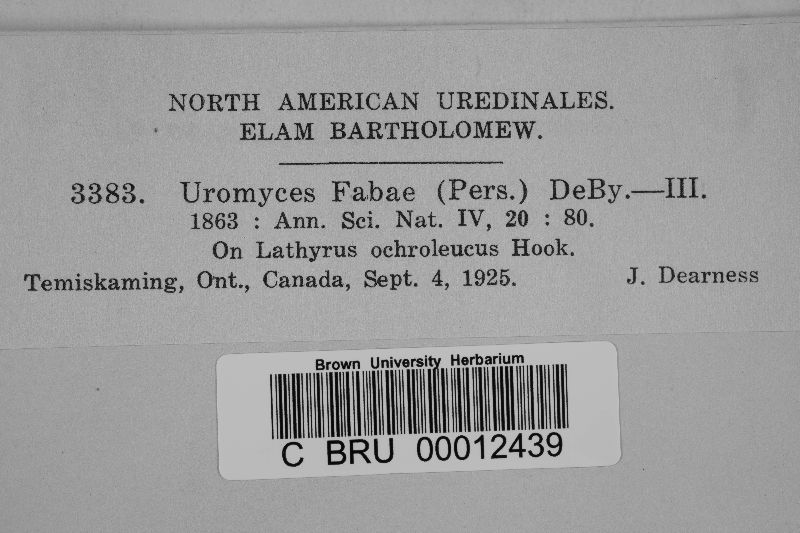 NORTH AMERICAN UREDINALES.
ELAM BARTHOLOMEW.
3383. Uromyces Fabae (Pers.) DeBy.—III.
1863 : Ann. Sci. Nat. IV, 20 : 80.
On Lathyrus ochroleucus Hook.
Temiskaming, Ont., Canada, Sept. 4, 1925. J. Dearness
Brown University Herbarium
C BRU 00012439